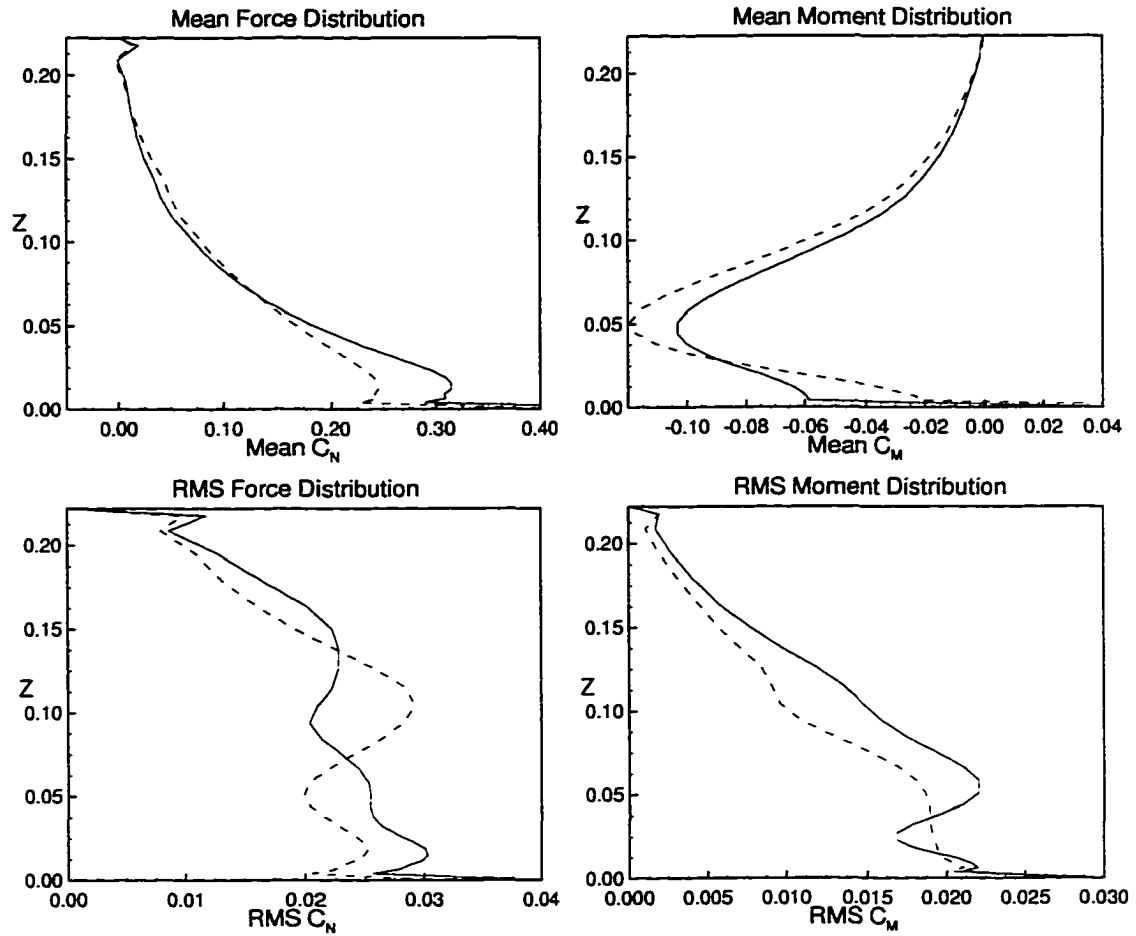 Mean Force Distribution
0.20
0.15
Z
0.10
0.05
0.00
0.00 0.10 0.20 0.30 0.40
Mean C_N
Mean Moment Distribution
0.20
0.15
Z
0.10
0.05
0.00
-0.10 -0.08 -0.06 -0.04 -0.02 0.00 0.02 0.04
Mean C_M
RMS Force Distribution
0.20
0.15
Z
0.10
0.05
0.00
0.00 0.01 0.02 0.03 0.04
RMS C_N
RMS Moment Distribution
0.20
0.15
Z
0.10
0.05
0.00
0.000 0.005 0.010 0.015 0.020 0.025 0.030
RMS C_M